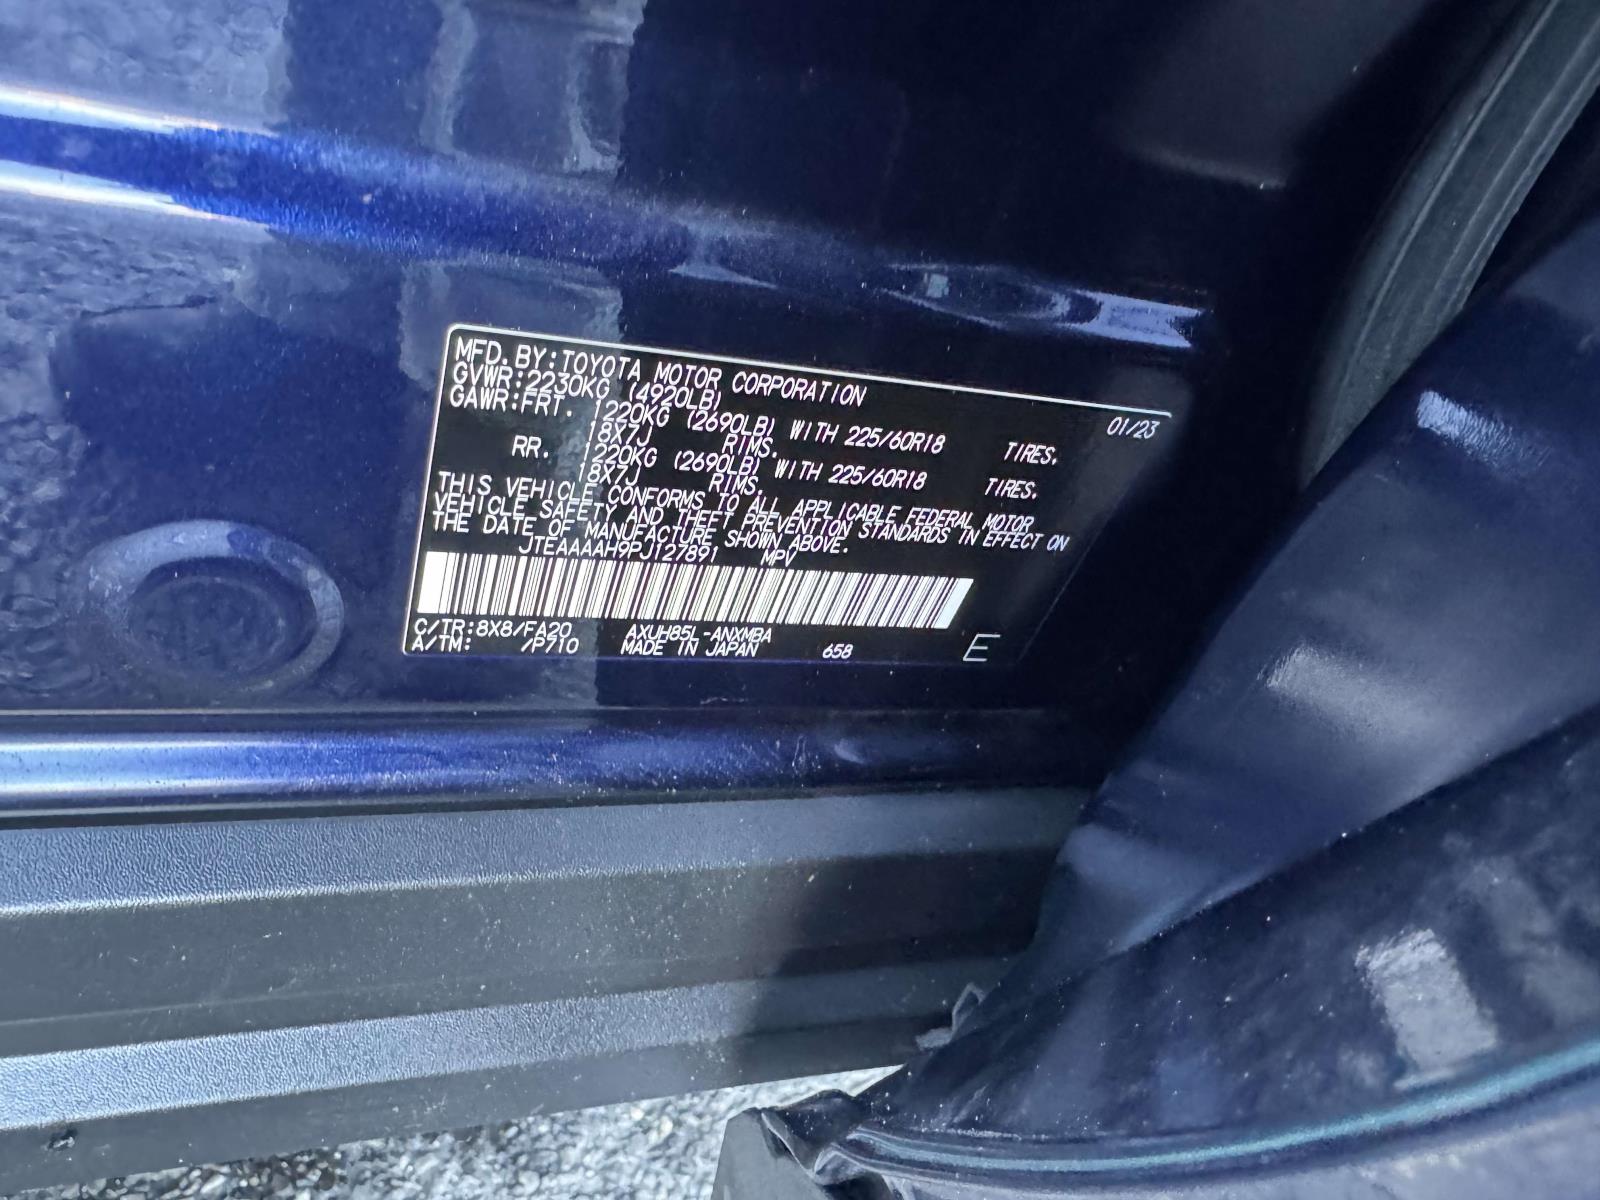 MFD. BY: TOYOTA MOTOR CORPORATION 01/23
GVWR: 2230KG (4920LB)
GAWR: FRT. 1220KG (2690LB) WITH 225/60R18 TIRES,
18X7J RIMS.
RR. 1220KG (2690LB) WITH 225/60R18 TIRES,
18X7J RIMS.
THIS VEHICLE CONFORMS TO ALL APPLICABLE FEDERAL MOTOR
VEHICLE SAFETY AND THEFT PREVENTION STANDARDS IN EFFECT ON
THE DATE OF MANUFACTURE SHOWN ABOVE.
JTEAAAAH9PJ127891 MPV
C/TR: 8X8/FA20 AXUH85L-ANXMBA
A/TM: /P710 MADE IN JAPAN 658 E